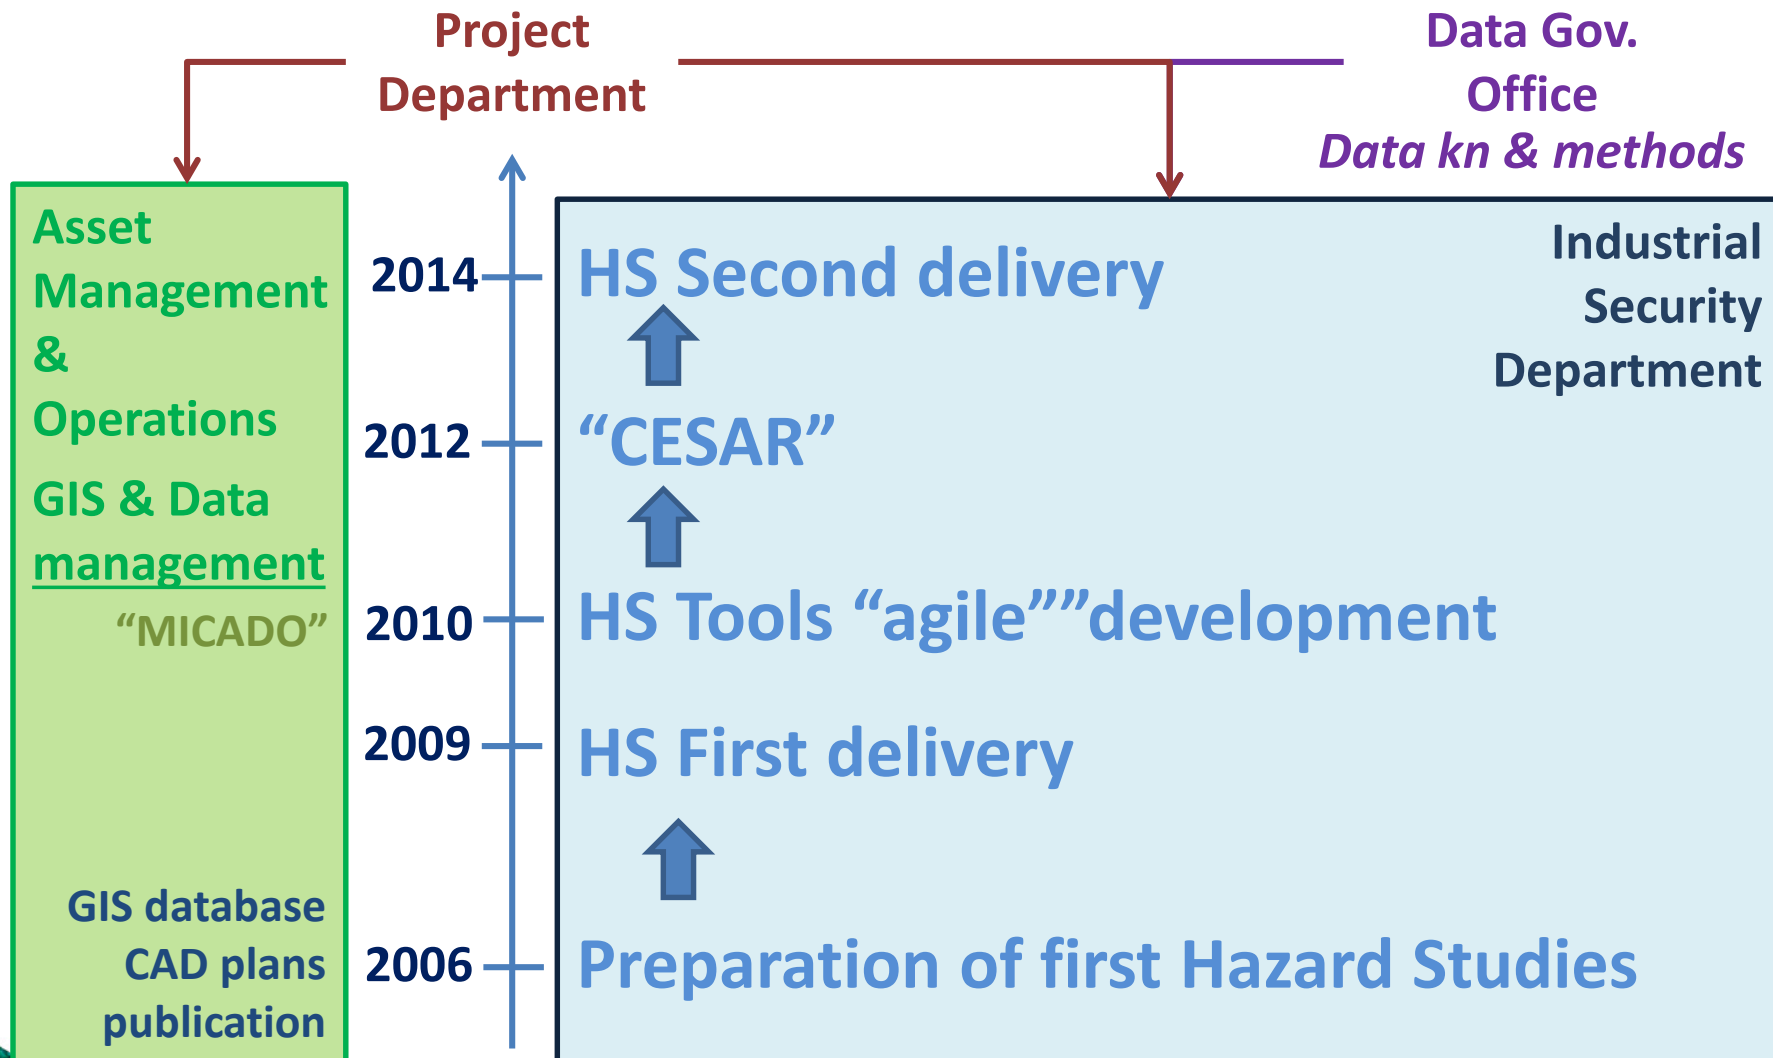 Project
Department
Data Gov.
Office
Data kn & methods
Asset
Management
&
Operations
GIS & Data
management
“MICADO”
GIS database
CAD plans
publication
2014
HS Second delivery
2012
“CESAR”
2010
HS Tools “agile””development
2009
HS First delivery
2006
Preparation of first Hazard Studies
Industrial
Security
Department